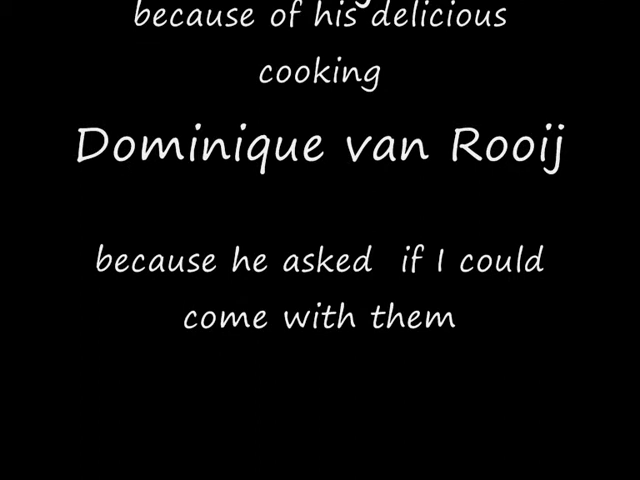 because of his delicious
cooking
Dominique van Rooij
because he asked if I could
come with them